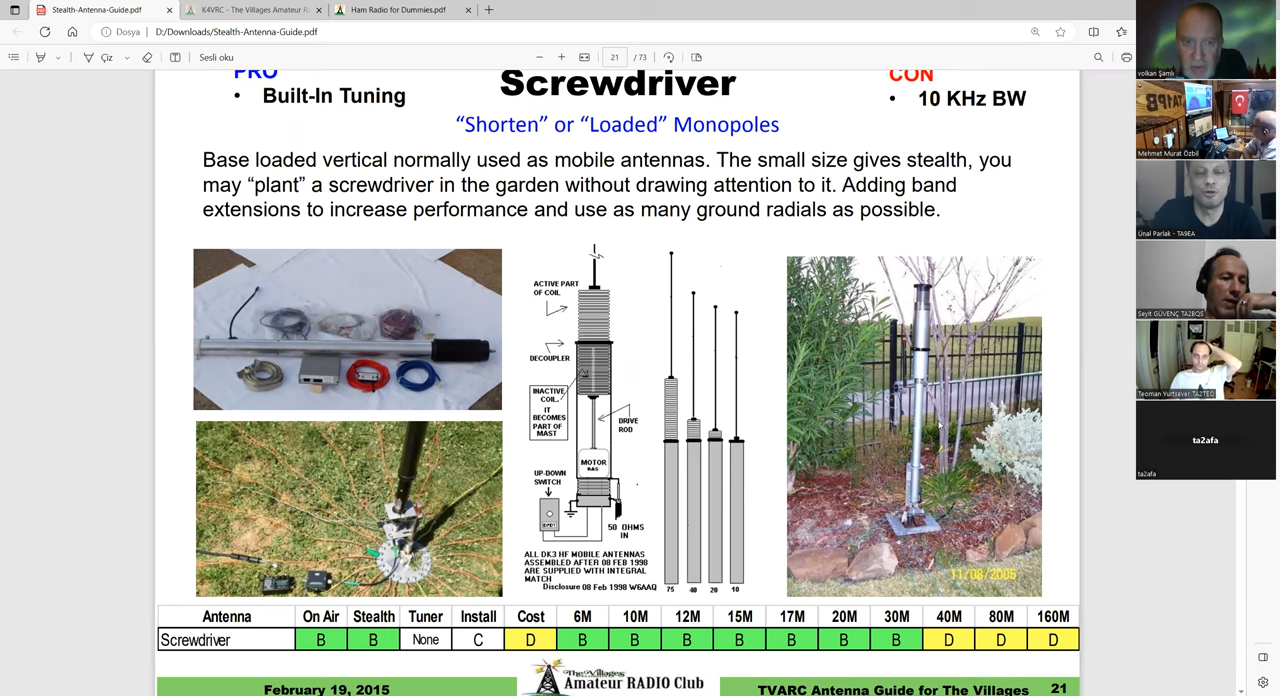 Stealth-Antenna-Guide.pdf
K4VRC - The Villages Amateur R
Ham Radio for Dummies.pdf
Dosya
D:/Downloads/Stealth-Antenna-Guide.pdf
Çiz
Sesli oku
21
/ 73
PRO
Screwdriver
CON
• Built-In Tuning
• 10 KHz BW
“Shorten” or “Loaded” Monopoles
Base loaded vertical normally used as mobile antennas. The small size gives stealth, you
may “plant” a screwdriver in the garden without drawing attention to it. Adding band
extensions to increase performance and use as many ground radials as possible.
ACTIVE PART
OF COIL
DECOUPLER
INACTIVE
COIL.
IT
BECOMES
PART OF
MAST
DRIVE
ROD
MOTOR
UP-DOWN
SWITCH
50 OHMS
IN
ALL DK3 HF MOBILE ANTENNAS
ASSEMBLED AFTER 08 FEB 1998
ARE SUPPLIED WITH INTEGRAL
MATCH
Disclosure 08 Feb 1998 W6AAQ
75 40 20 10
11/08/2005
Antenna On Air Stealth Tuner Install Cost 6M 10M 12M 15M 17M 20M 30M 40M 80M 160M
Screwdriver B B None C D B B B B B B B D D D
February 19, 2015
The Villages
Amateur RADIO Club
TVARC Antenna Guide for The Villages 21
volkan Şamlı
TA1PB
Mehmet Murat Özbil
Ünal Parlak - TA9EA
Seyit GÜVENÇ TA2BQS
Teoman Yurtsever TA2TEO
ta2afa
ta2afa